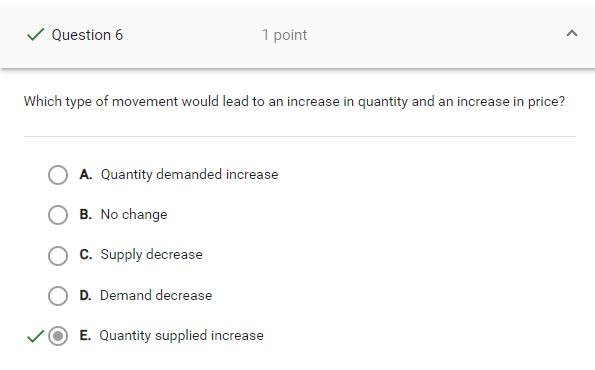 Question 6 1 point
Which type of movement would lead to an increase in quantity and an increase in price?
A. Quantity demanded increase
B. No change
C. Supply decrease
D. Demand decrease
E. Quantity supplied increase